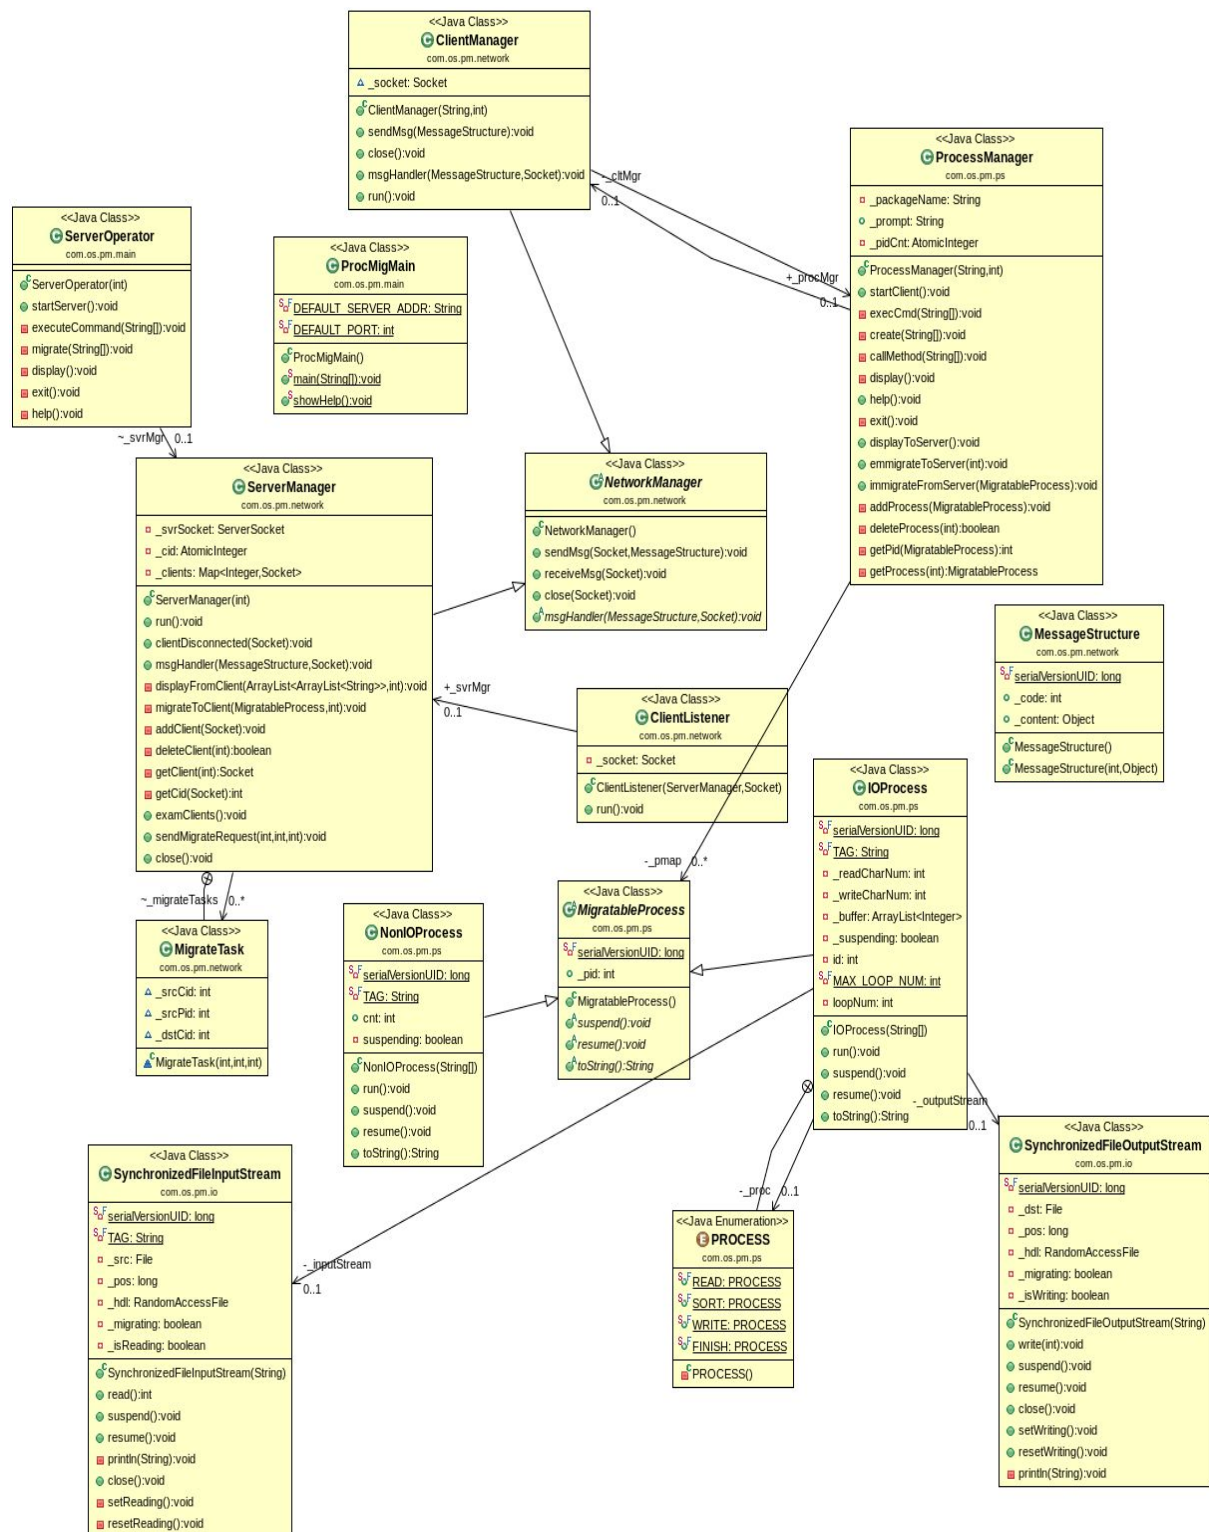 <<Java Class>>
ClientManager
com.os.pm.network
_socket: Socket
ClientManager(String,int)
sendMsg(MessageStructure):void
close():void
msgHandler(MessageStructure,Socket):void
run():void
-_cltMgr
0..1
+_procMgr
0..1
<<Java Class>>
ProcessManager
com.os.pm.ps
_packageName: String
_prompt: String
_pidCnt: AtomicInteger
ProcessManager(String,int)
startClient():void
execCmd(String[]):void
create(String[]):void
callMethod(String[]):void
display():void
help():void
exit():void
displayToServer():void
emmigrateToServer(int):void
immigrateFromServer(MigratableProcess):void
addProcess(MigratableProcess):void
deleteProcess(int):boolean
getPid(MigratableProcess):int
getProcess(int):MigratableProcess
<<Java Class>>
ServerOperator
com.os.pm.main
ServerOperator(int)
startServer():void
executeCommand(String[]):void
migrate(String[]):void
display():void
exit():void
help():void
~_svrMgr
0..1
<<Java Class>>
ProcMigMain
com.os.pm.main
DEFAULT_SERVER_ADDR: String
DEFAULT_PORT: int
ProcMigMain()
main(String[]):void
showHelp():void
<<Java Class>>
ServerManager
com.os.pm.network
_svrSocket: ServerSocket
_cid: AtomicInteger
_clients: Map<Integer,Socket>
ServerManager(int)
run():void
clientDisconnected(Socket):void
msgHandler(MessageStructure,Socket):void
displayFromClient(ArrayList<ArrayList<String>>,int):void
migrateToClient(MigratableProcess,int):void
addClient(Socket):void
deleteClient(int):boolean
getClient(int):Socket
getCid(Socket):int
examClients():void
sendMigrateRequest(int,int,int):void
close():void
<<Java Class>>
NetworkManager
com.os.pm.network
NetworkManager()
sendMsg(Socket,MessageStructure):void
receiveMsg(Socket):void
close(Socket):void
msgHandler(MessageStructure,Socket):void
<<Java Class>>
MessageStructure
com.os.pm.network
serialVersionUID: long
_code: int
_content: Object
MessageStructure()
MessageStructure(int,Object)
+_svrMgr
0..1
<<Java Class>>
ClientListener
com.os.pm.network
_socket: Socket
ClientListener(ServerManager,Socket)
run():void
-_pmap
0..*
<<Java Class>>
IOProcess
com.os.pm.ps
serialVersionUID: long
TAG: String
_readCharNum: int
_writeCharNum: int
_buffer: ArrayList<Integer>
_suspending: boolean
id: int
MAX_LOOP_NUM: int
loopNum: int
IOProcess(String[])
run():void
suspend():void
resume():void
toString():String
~_migrateTasks
0..*
<<Java Class>>
MigrateTask
com.os.pm.network
_srcCid: int
_srcPid: int
_dstCid: int
MigrateTask(int,int,int)
<<Java Class>>
NonIOProcess
com.os.pm.ps
serialVersionUID: long
TAG: String
cnt: int
suspending: boolean
NonIOProcess(String[])
run():void
suspend():void
resume():void
toString():String
<<Java Class>>
MigratableProcess
com.os.pm.ps
serialVersionUID: long
_pid: int
MigratableProcess()
suspend():void
resume():void
toString():String
-_outputStream
0..1
<<Java Class>>
SynchronizedFileInputStream
com.os.pm.io
serialVersionUID: long
TAG: String
_src: File
_pos: long
_hdl: RandomAccessFile
_migrating: boolean
_isReading: boolean
SynchronizedFileInputStream(String)
read():int
suspend():void
resume():void
println(String):void
close():void
setReading():void
resetReading():void
-_inputStream
0..1
-_proc
0..1
<<Java Enumeration>>
PROCESS
com.os.pm.ps
READ: PROCESS
SORT: PROCESS
WRITE: PROCESS
FINISH: PROCESS
PROCESS()
<<Java Class>>
SynchronizedFileOutputStream
com.os.pm.io
serialVersionUID: long
_dst: File
_pos: long
_hdl: RandomAccessFile
_migrating: boolean
_isWriting: boolean
SynchronizedFileOutputStream(String)
write(int):void
suspend():void
resume():void
close():void
setWriting():void
resetWriting():void
println(String):void